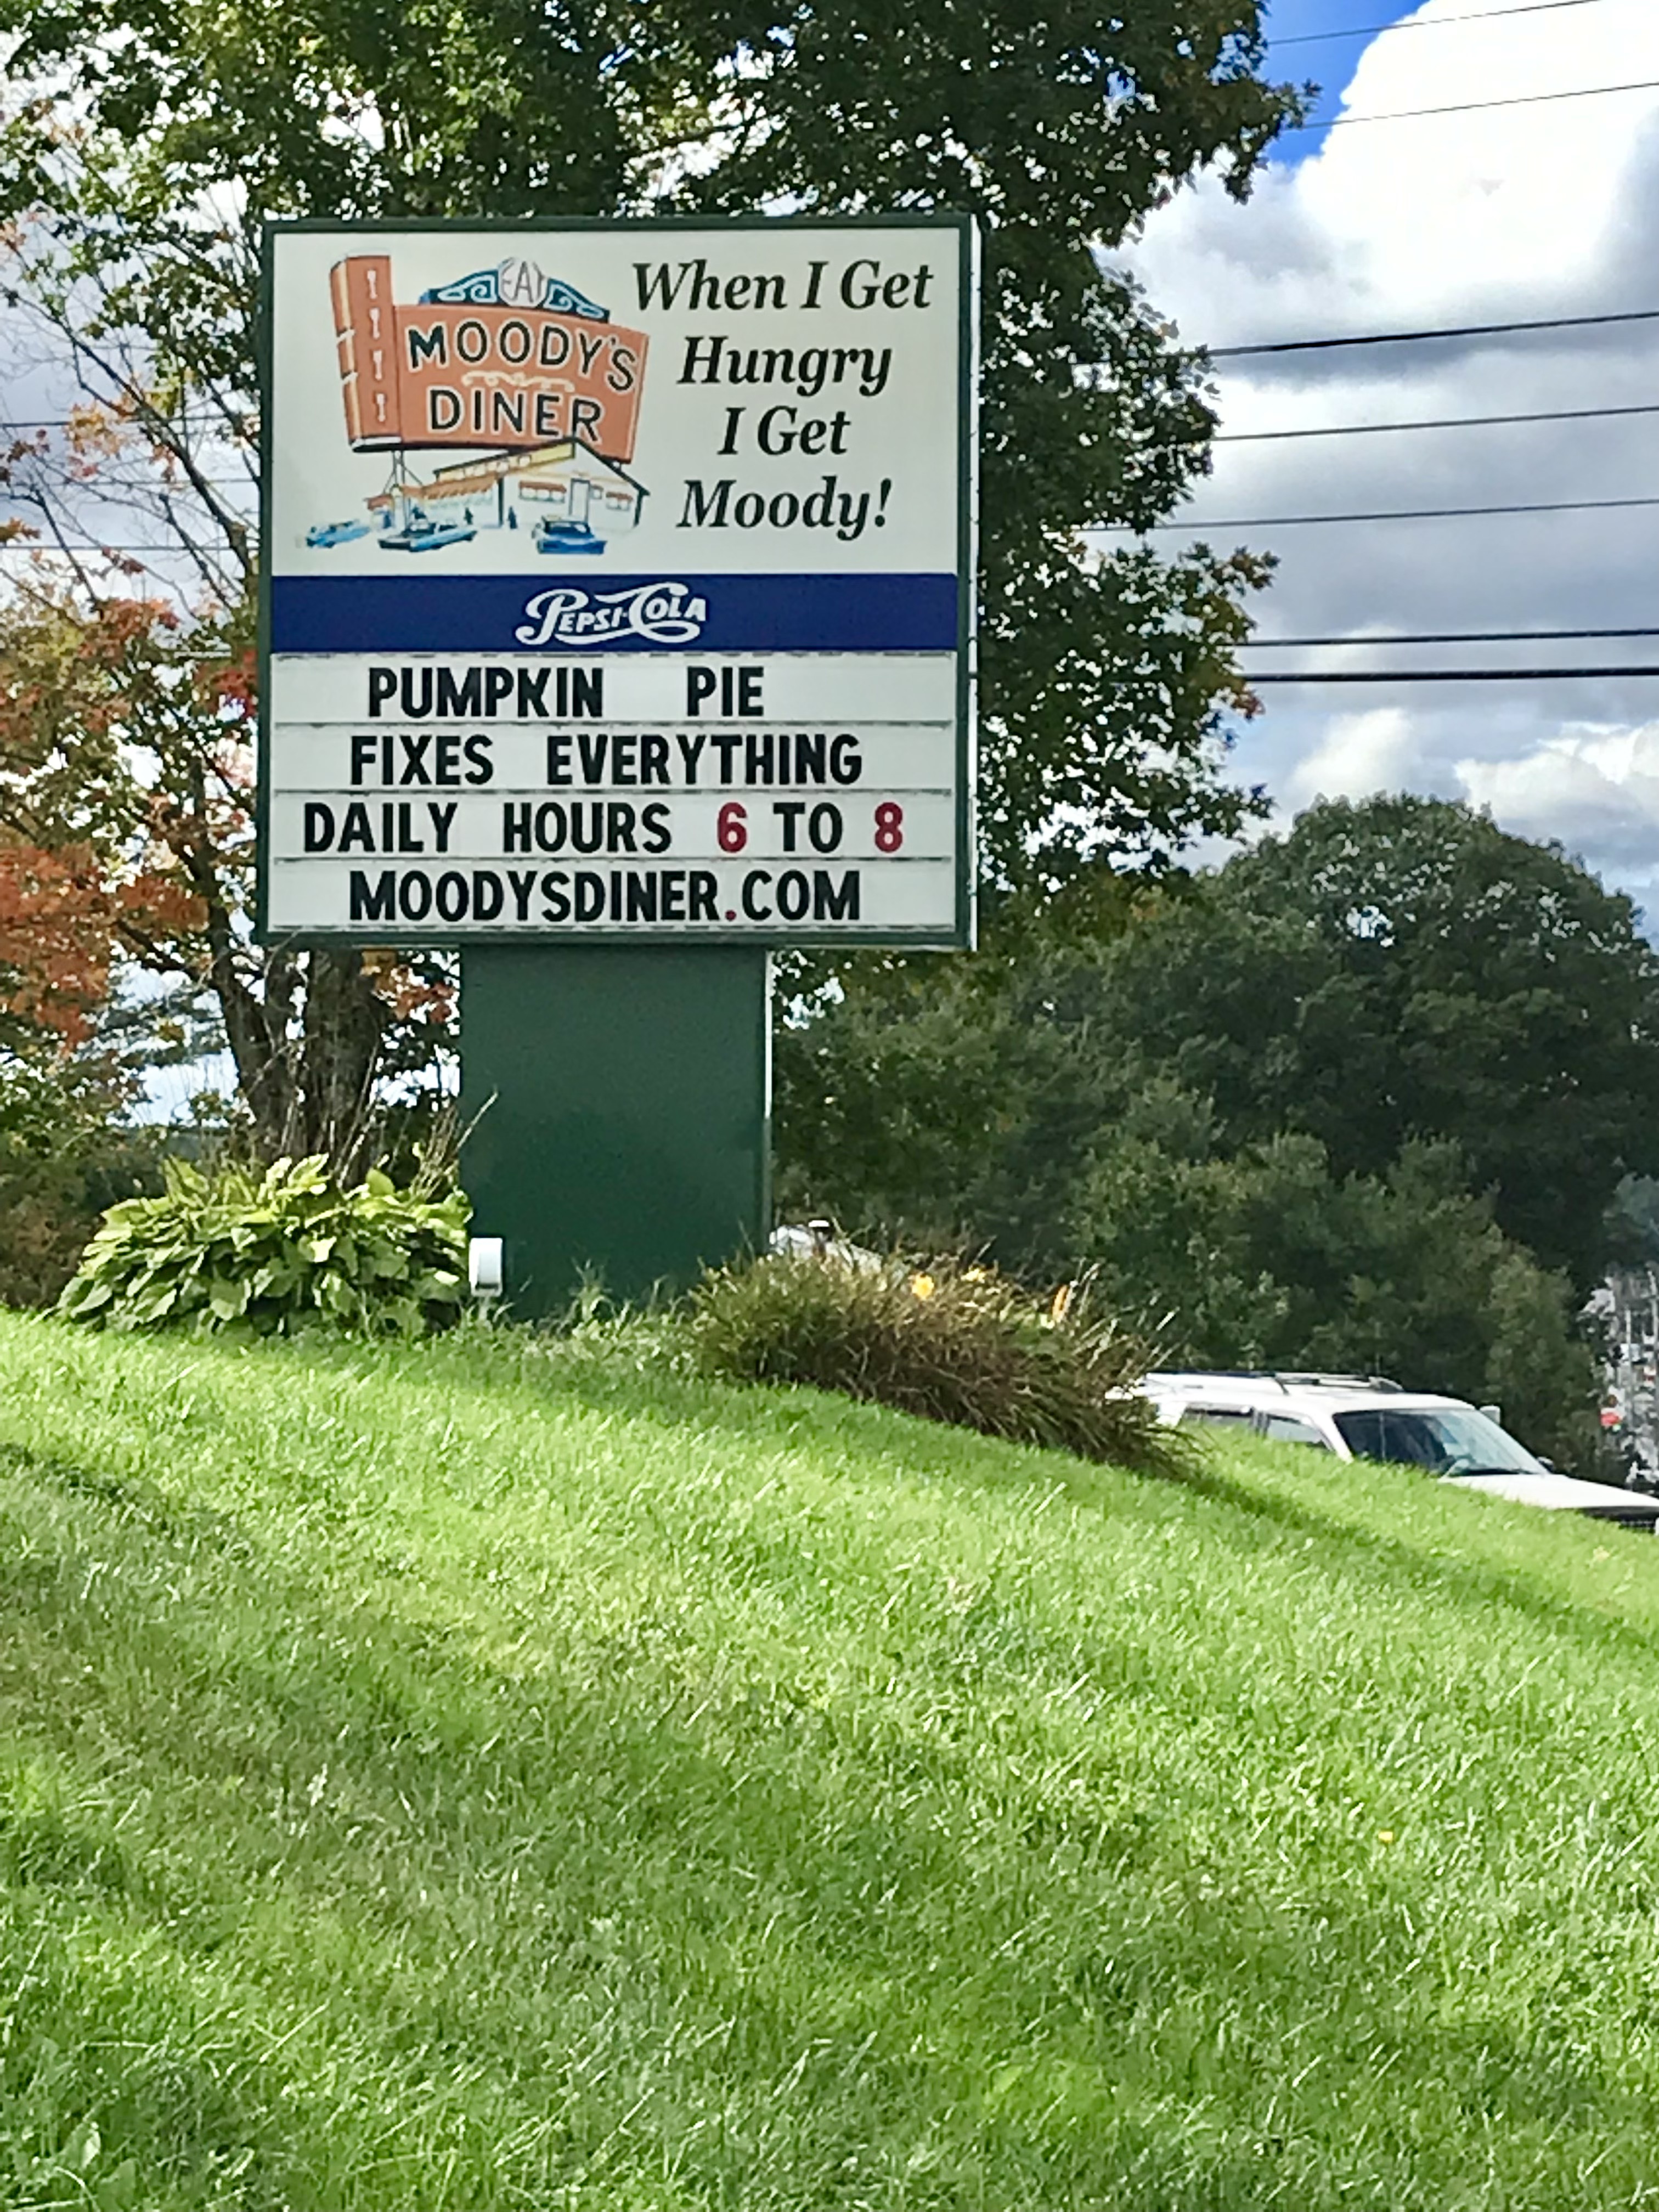 EAT
MOODY'S
DINER
When I Get
Hungry
I Get
Moody!
PEPSI-COLA
PUMPKIN PIE
FIXES EVERYTHING
DAILY HOURS 6 TO 8
MOODYSDINER.COM